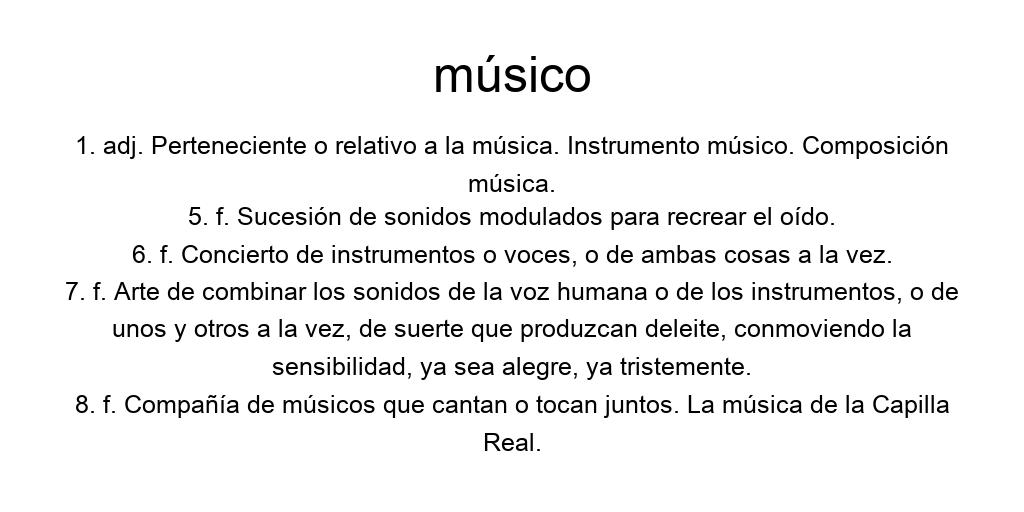 músico
1. adj. Perteneciente o relativo a la música. Instrumento músico. Composición
música.
5. f. Sucesión de sonidos modulados para recrear el oído.
6. f. Concierto de instrumentos o voces, o de ambas cosas a la vez.
7. f. Arte de combinar los sonidos de la voz humana o de los instrumentos, o de
unos y otros a la vez, de suerte que produzcan deleite, conmoviendo la
sensibilidad, ya sea alegre, ya tristemente.
8. f. Compañía de músicos que cantan o tocan juntos. La música de la Capilla
Real.